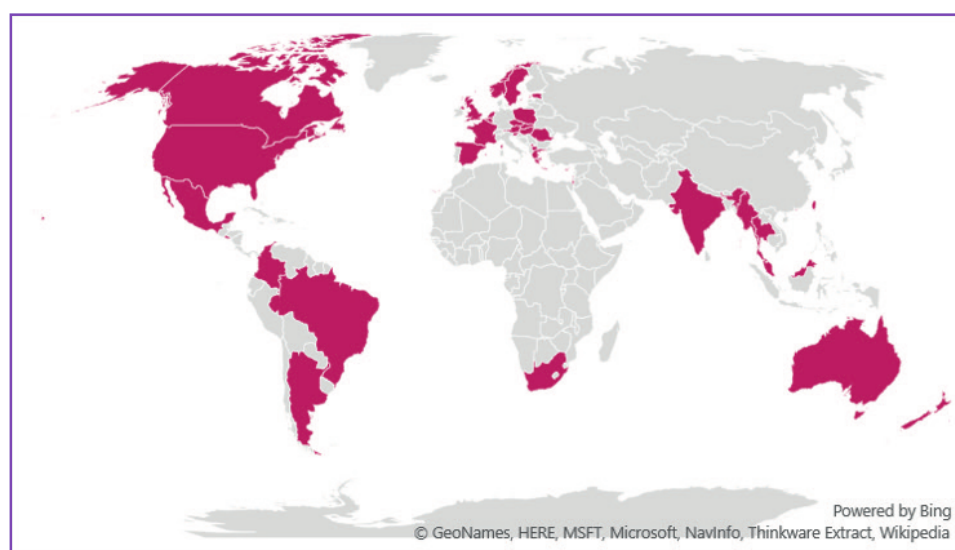 Powered by Bing
© GeoNames, HERE, MSFT, Microsoft, NavInfo, Thinkware Extract, Wikipedia